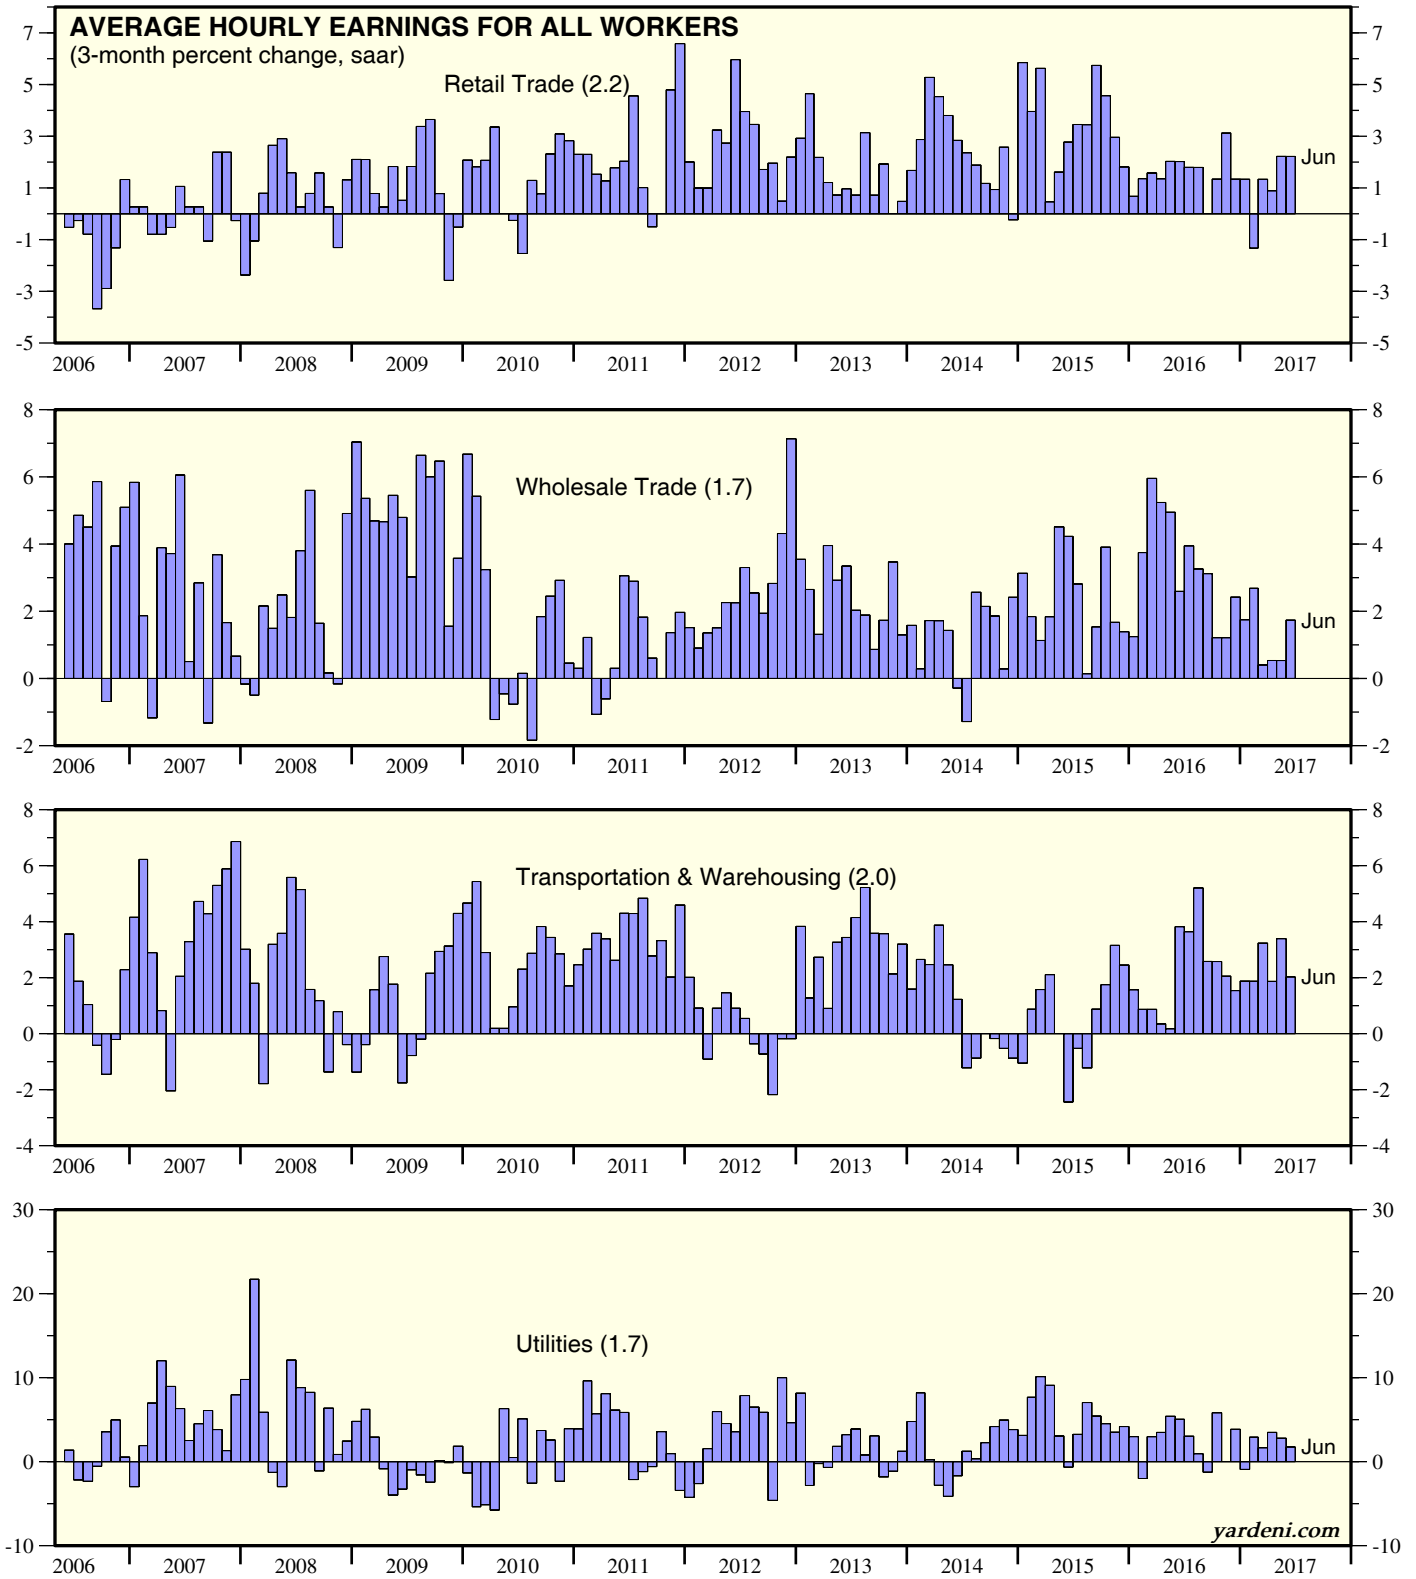 AVERAGE HOURLY EARNINGS FOR ALL WORKERS
(3-month percent change, saar)
Retail Trade (2.2)
7 7
5 5
3 3
Jun
1 1
-1 -1
-3 -3
-5 -5
2006 2007 2008 2009 2010 2011 2012 2013 2014 2015 2016 2017
8 8
Wholesale Trade (1.7)
6 6
4 4
2 2
Jun
0 0
-2 -2
2006 2007 2008 2009 2010 2011 2012 2013 2014 2015 2016 2017
8 8
Transportation & Warehousing (2.0)
6 6
4 4
2 2
Jun
0 0
-2 -2
-4 -4
2006 2007 2008 2009 2010 2011 2012 2013 2014 2015 2016 2017
30 30
20 20
Utilities (1.7)
10 10
Jun
0 0
yardeni.com
-10 -10
2006 2007 2008 2009 2010 2011 2012 2013 2014 2015 2016 2017